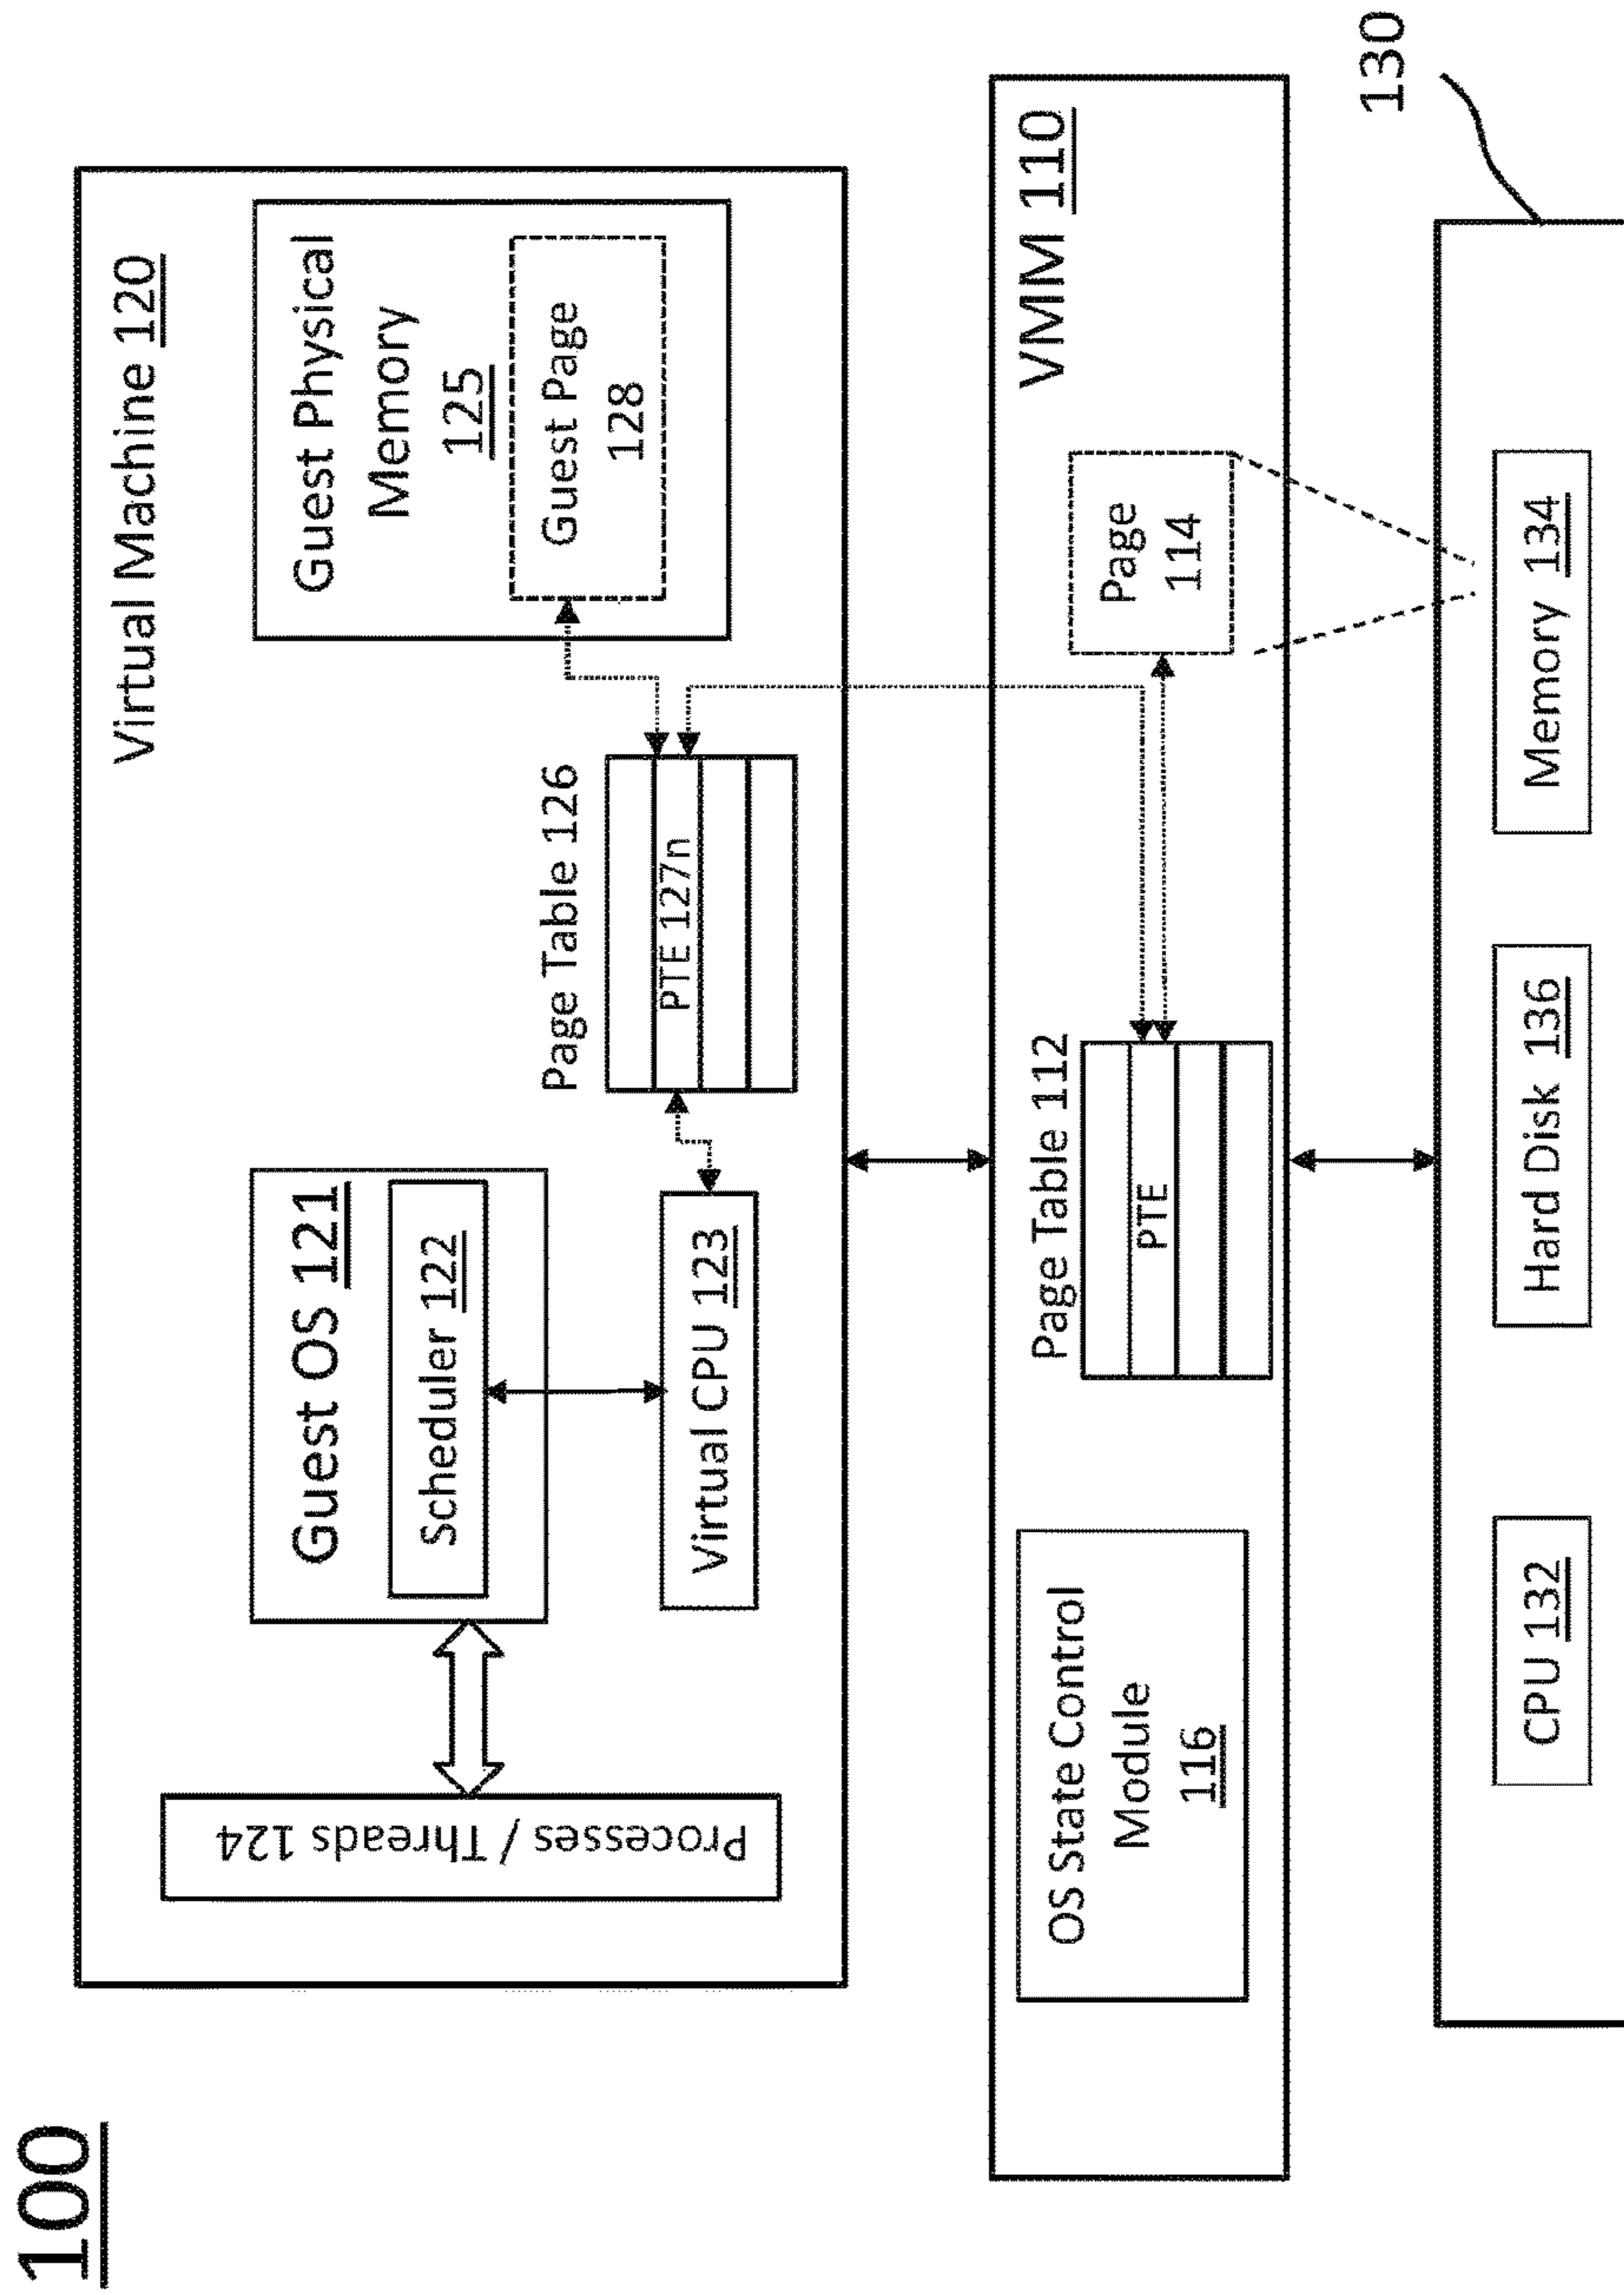 100
Virtual Machine 120
Processes / Threads 124
Guest OS 121
Scheduler 122
Virtual CPU 123
Page Table 126
PTE 127n
Guest Physical
Memory
125
Guest Page
128
VMM 110
OS State Control
Module
116
Page Table 112
PTE
Page
114
130
CPU 132
Hard Disk 136
Memory 134